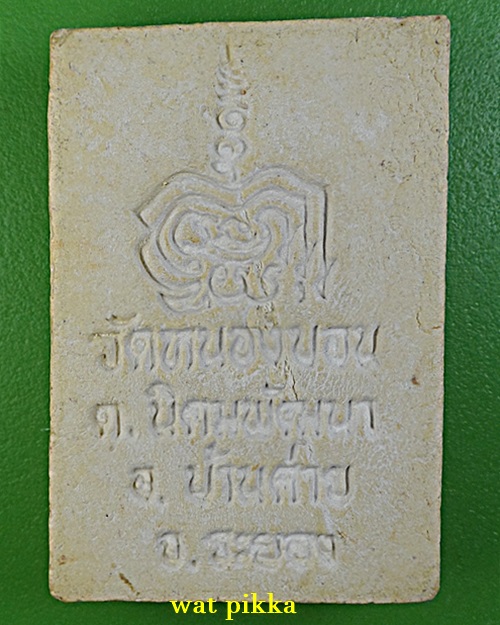 วัดหนองบอน
ต. นิคมพัฒนา
อ. บ้านค่าย
จ. ระยอง
wat pikka